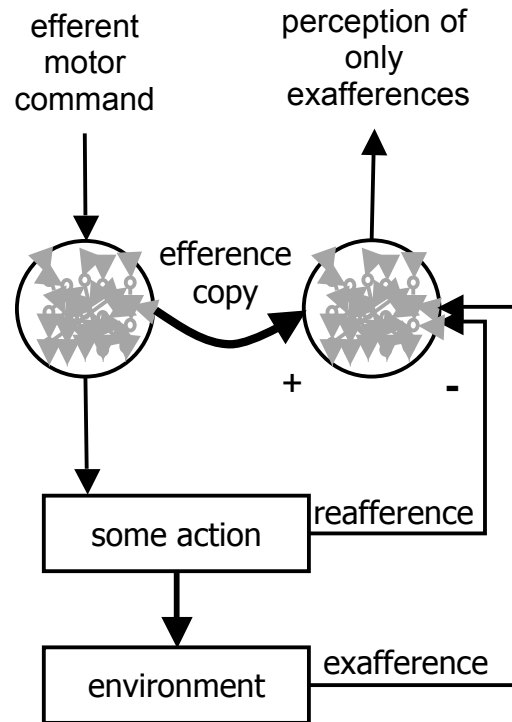 efferent
motor
command
perception of
only
exafferences
efference
copy
+
-
some action
reafference
environment
exafference